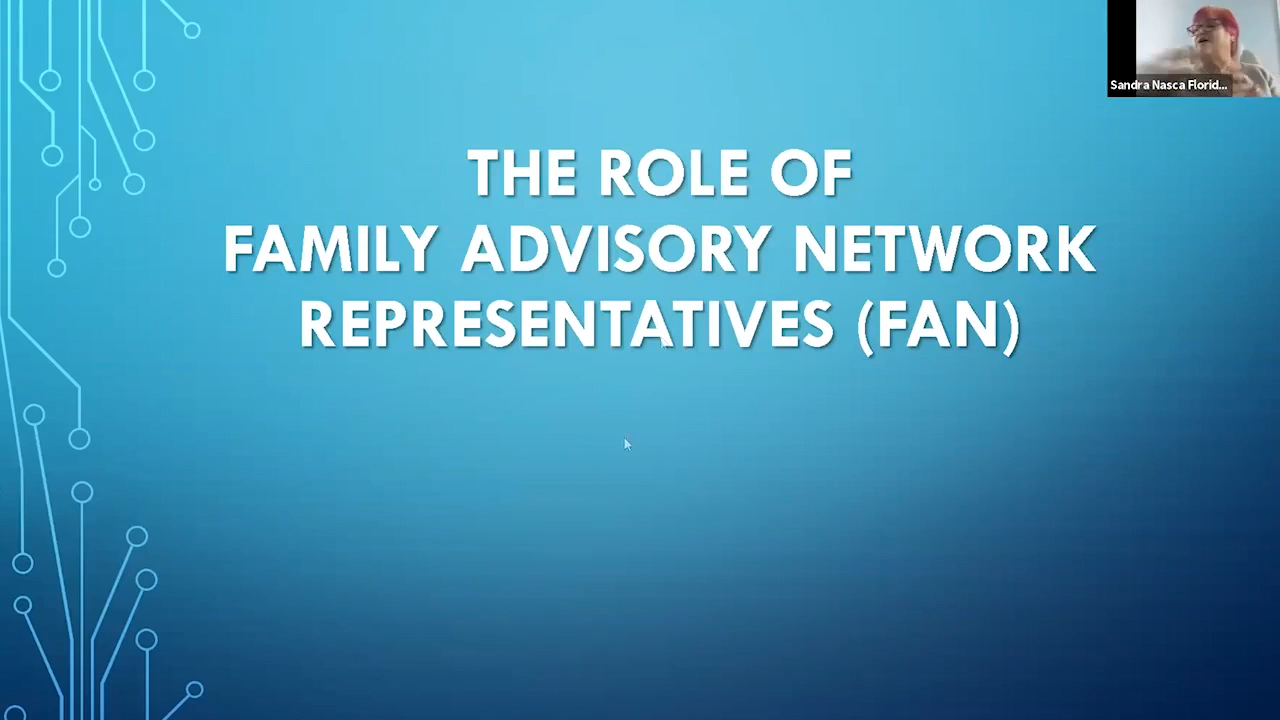 THE ROLE OF
FAMILY ADVISORY NETWORK
REPRESENTATIVES (FAN)
Sandra Nasca Florid...